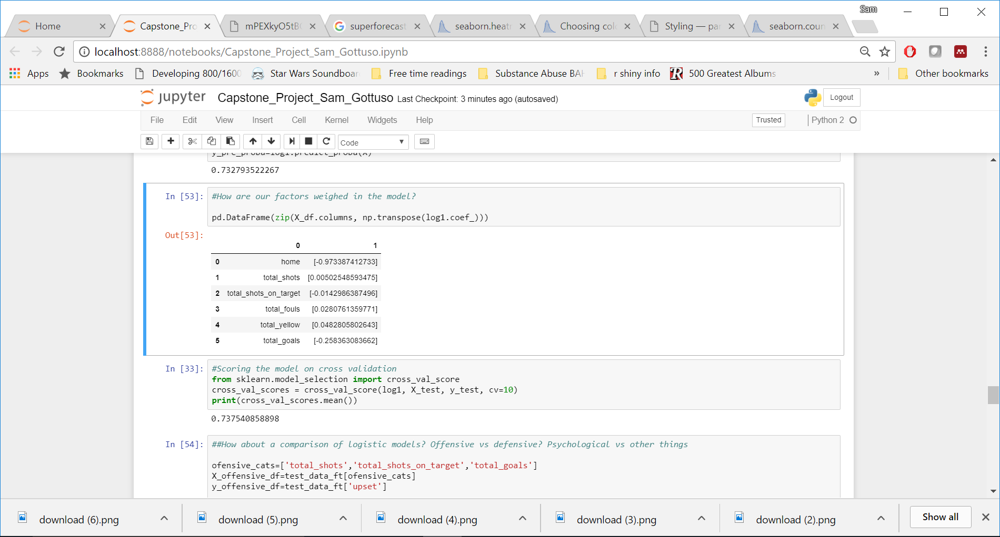 Sam
Home
Capstone_Pro
mPEXkyO5tB
superforecast
seaborn.heat
Choosing col
Styling — pa
seaborn.coun
localhost:8888/notebooks/Capstone_Project_Sam_Gottuso.ipynb
Apps
Bookmarks
Developing 800/1600
Star Wars Soundboar
Free time readings
Substance Abuse BAH
r shiny info
R
500 Greatest Albums
»
Other bookmarks
jupyter
Capstone_Project_Sam_Gottuso Last Checkpoint: 3 minutes ago (autosaved)
Logout
File Edit View Insert Cell Kernel Widgets Help
Trusted
Python 2
Code
y_pre_proba=log1.predict_proba(X)
0.732793522267
In [53]:
#How are our factors weighed in the model?
pd.DataFrame(zip(X_df.columns, np.transpose(log1.coef_)))
Out[53]:
0 1
0 home [-0.973387412733]
1 total_shots [0.00502548593475]
2 total_shots_on_target [-0.0142986387496]
3 total_fouls [0.0280761359771]
4 total_yellow [0.0482805802643]
5 total_goals [-0.258363083662]
In [33]:
#Scoring the model on cross validation
from sklearn.model_selection import cross_val_score
cross_val_scores = cross_val_score(log1, X_test, y_test, cv=10)
print(cross_val_scores.mean())
0.737540858898
In [54]:
##How about a comparison of logistic models? Offensive vs defensive? Psychological vs other things
ofensive_cats=['total_shots','total_shots_on_target','total_goals']
X_offensive_df=test_data_ft[ofensive_cats]
y_offensive_df=test_data_ft['upset']
download (6).png
download (5).png
download (4).png
download (3).png
download (2).png
Show all